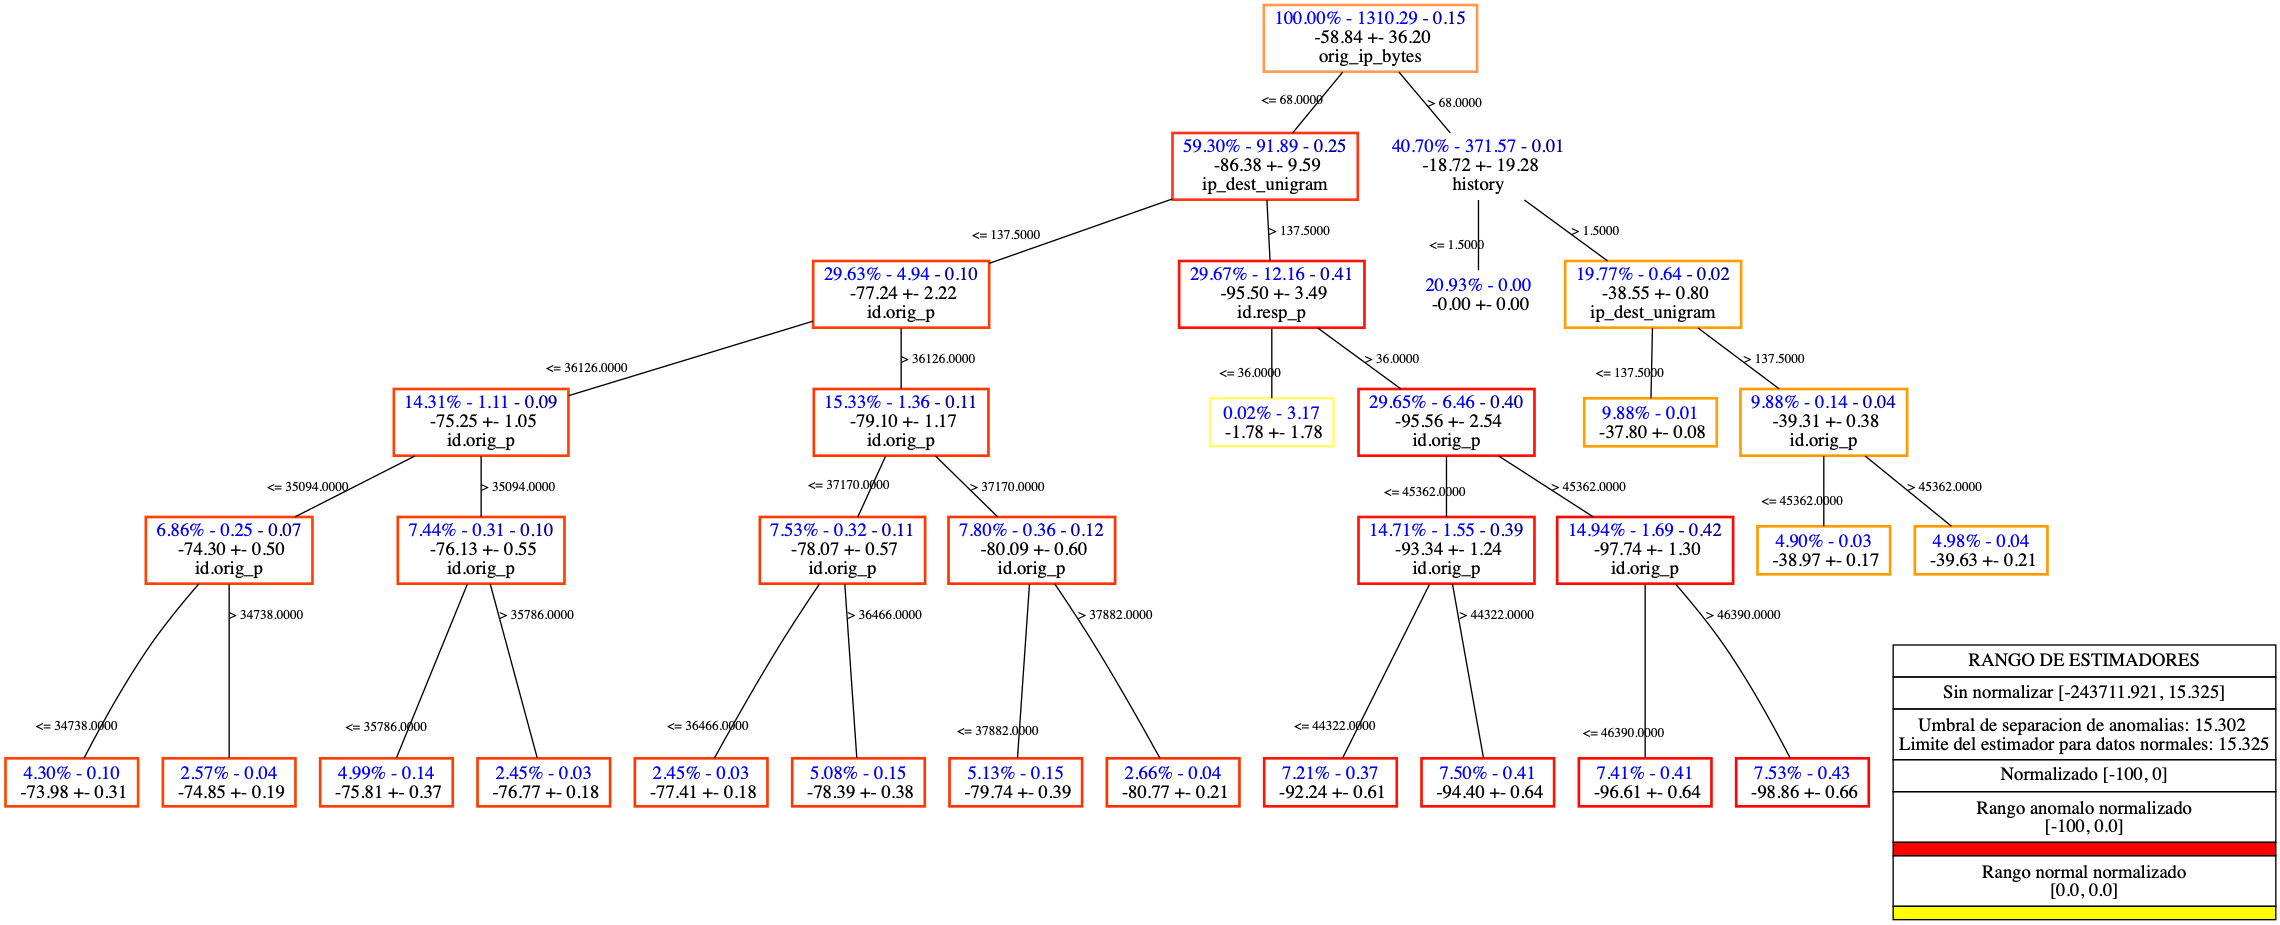 100.00% - 1310.29 - 0.15
-58.84 +- 36.20
orig_ip_bytes
<= 68.0000
> 68.0000
59.30% - 91.89 - 0.25
-86.38 +- 9.59
ip_dest_unigram
40.70% - 371.57 - 0.01
-18.72 +- 19.28
history
<= 137.5000
> 137.5000
<= 1.5000
> 1.5000
29.63% - 4.94 - 0.10
-77.24 +- 2.22
id.orig_p
29.67% - 12.16 - 0.41
-95.50 +- 3.49
id.resp_p
20.93% - 0.00
-0.00 +- 0.00
19.77% - 0.64 - 0.02
-38.55 +- 0.80
ip_dest_unigram
<= 36126.0000
> 36126.0000
<= 36.0000
> 36.0000
<= 137.5000
> 137.5000
14.31% - 1.11 - 0.09
-75.25 +- 1.05
id.orig_p
15.33% - 1.36 - 0.11
-79.10 +- 1.17
id.orig_p
0.02% - 3.17
-1.78 +- 1.78
29.65% - 6.46 - 0.40
-95.56 +- 2.54
id.orig_p
9.88% - 0.01
-37.80 +- 0.08
9.88% - 0.14 - 0.04
-39.31 +- 0.38
id.orig_p
<= 35094.0000
> 35094.0000
<= 37170.0000
> 37170.0000
<= 45362.0000
> 45362.0000
<= 45362.0000
> 45362.0000
6.86% - 0.25 - 0.07
-74.30 +- 0.50
id.orig_p
7.44% - 0.31 - 0.10
-76.13 +- 0.55
id.orig_p
7.53% - 0.32 - 0.11
-78.07 +- 0.57
id.orig_p
7.80% - 0.36 - 0.12
-80.09 +- 0.60
id.orig_p
14.71% - 1.55 - 0.39
-93.34 +- 1.24
id.orig_p
14.94% - 1.69 - 0.42
-97.74 +- 1.30
id.orig_p
4.90% - 0.03
-38.97 +- 0.17
4.98% - 0.04
-39.63 +- 0.21
<= 34738.0000
> 34738.0000
<= 35786.0000
> 35786.0000
<= 36466.0000
> 36466.0000
<= 37882.0000
> 37882.0000
<= 44322.0000
> 44322.0000
<= 46390.0000
> 46390.0000
4.30% - 0.10
-73.98 +- 0.31
2.57% - 0.04
-74.85 +- 0.19
4.99% - 0.14
-75.81 +- 0.37
2.45% - 0.03
-76.77 +- 0.18
2.45% - 0.03
-77.41 +- 0.18
5.08% - 0.15
-78.39 +- 0.38
5.13% - 0.15
-79.74 +- 0.39
2.66% - 0.04
-80.77 +- 0.21
7.21% - 0.37
-92.24 +- 0.61
7.50% - 0.41
-94.40 +- 0.64
7.41% - 0.41
-96.61 +- 0.64
7.53% - 0.43
-98.86 +- 0.66
RANGO DE ESTIMADORES
Sin normalizar [-243711.921, 15.325]
Umbral de separacion de anomalias: 15.302
Limite del estimador para datos normales: 15.325
Normalizado [-100, 0]
Rango anomalo normalizado
[-100, 0.0]
Rango normal normalizado
[0.0, 0.0]